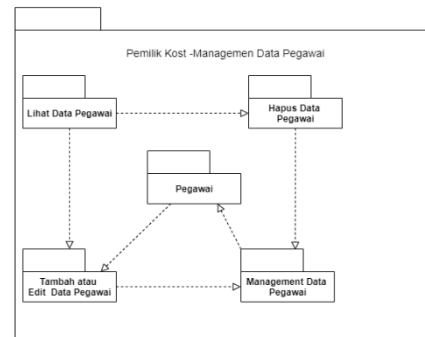 Pemilik Kost -Managemen Data Pegawai
Lihat Data Pegawai
Hapus Data
Pegawai
Pegawai
Tambah atau
Edit Data Pegawai
Management Data
Pegawai